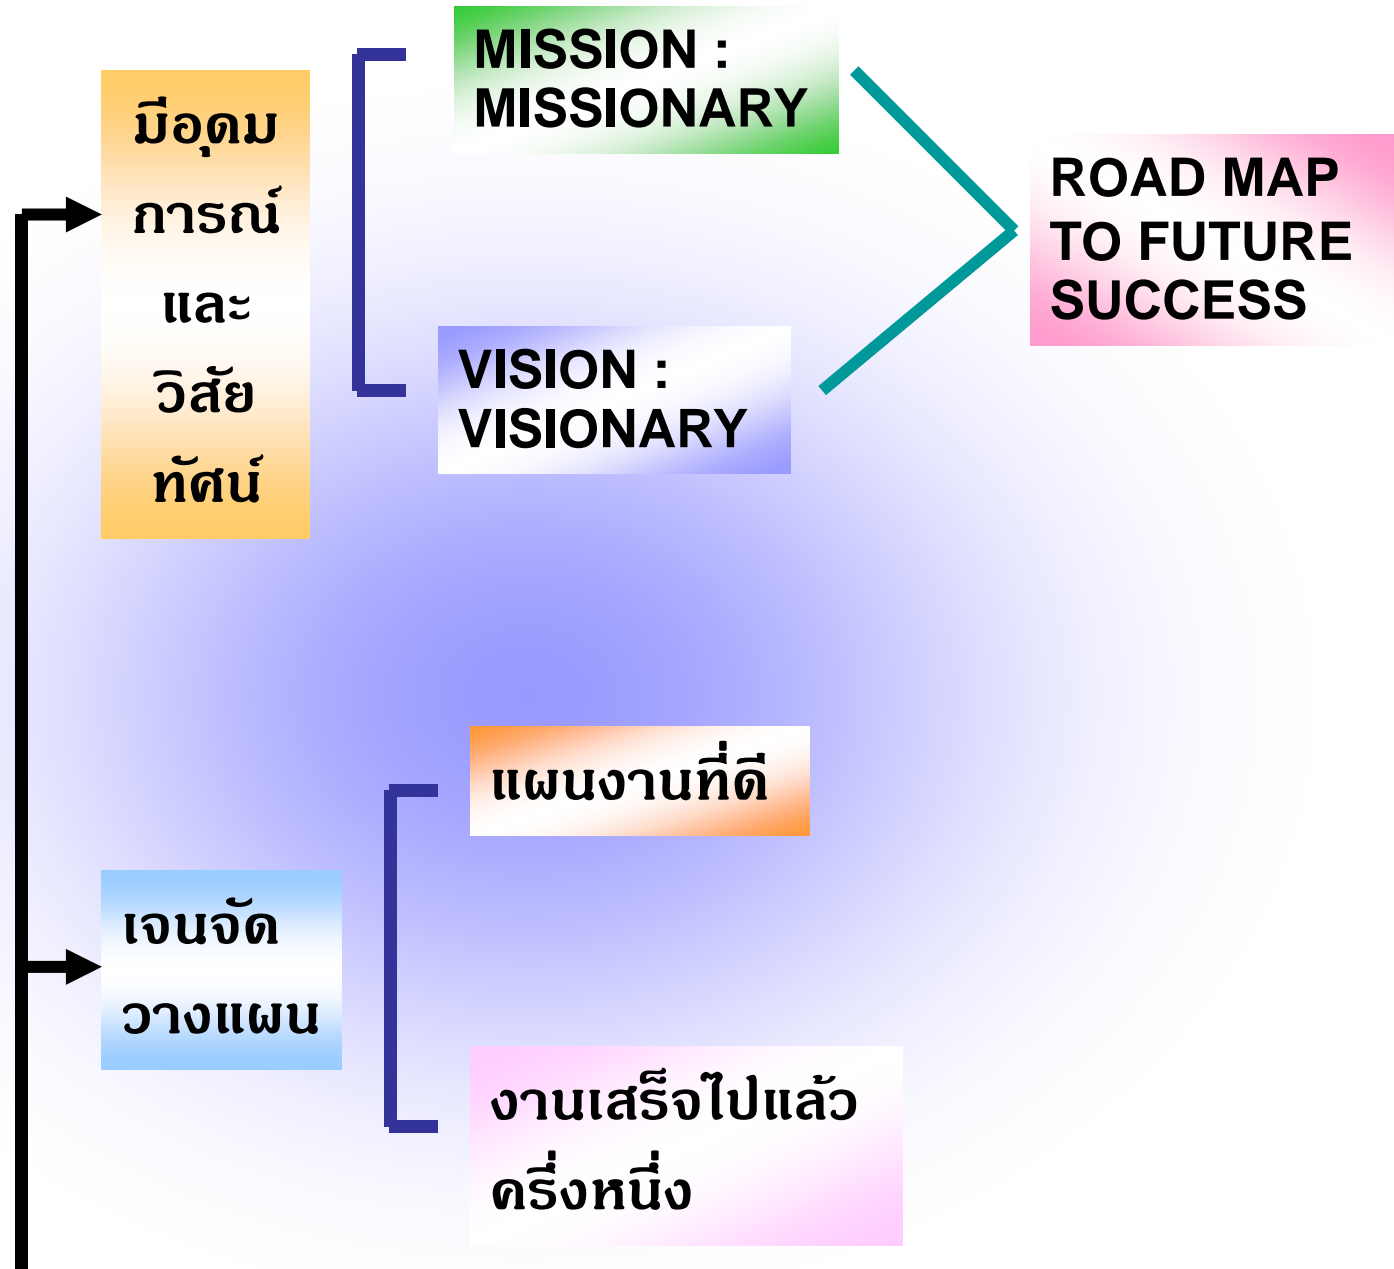 มีอุดม
การณ์
และ
วิสัย
ทัศน์
MISSION :
MISSIONARY
VISION :
VISIONARY
ROAD MAP
TO FUTURE
SUCCESS
เจนจัด
วางแผน
แผนงานที่ดี
งานเสร็จไปแล้ว
ครึ่งหนึ่ง